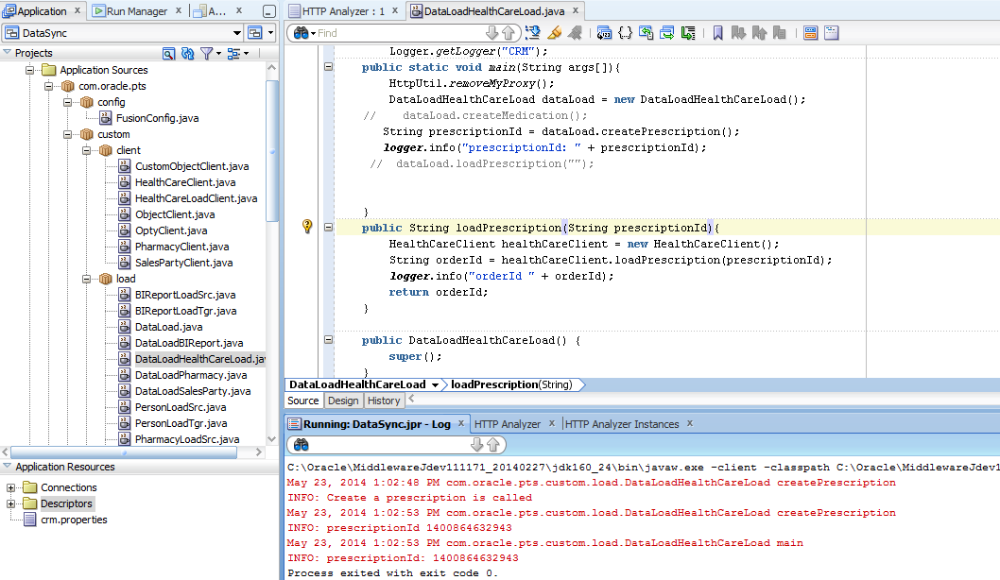 Application
Run Manager
A...
DataSync
Projects
Application Sources
com.oracle.pts
config
FusionConfig.java
custom
client
CustomObjectClient.java
HealthCareClient.java
HealthCareLoadClient.java
ObjectClient.java
OptyClient.java
PharmacyClient.java
SalesPartyClient.java
load
BIReportLoadSrc.java
BIReportLoadTgr.java
DataLoad.java
DataLoadBIReport.java
DataLoadHealthCareLoad.jav
DataLoadPharmacy.java
DataLoadSalesParty.java
PersonLoadSrc.java
PersonLoadTgr.java
PharmacyLoadSrc.java
Application Resources
Connections
Descriptors
crm.properties
HTTP Analyzer : 1
DataLoadHealthCareLoad.java
Find
Logger.getLogger("CRM");
public static void main(String args[]){
HttpUtil.removeMyProxy();
DataLoadHealthCareLoad dataLoad = new DataLoadHealthCareLoad();
// dataLoad.createMedication();
String prescriptionId = dataLoad.createPrescription();
logger.info("prescriptionId: " + prescriptionId);
// dataLoad.loadPrescription("");
}
public String loadPrescription(String prescriptionId){
HealthCareClient healthCareClient = new HealthCareClient();
String orderId = healthCareClient.loadPrescription(prescriptionId);
logger.info("orderId " + orderId);
return orderId;
}
public DataLoadHealthCareLoad() {
super();
}
DataLoadHealthCareLoad loadPrescription(String)
Source Design History
Running: DataSync.jpr - Log
HTTP Analyzer
HTTP Analyzer Instances
C:\Oracle\MiddlewareJdev111171_20140227\jdk160_24\bin\javaw.exe -client -classpath C:\Oracle\MiddlewareJdev1
May 23, 2014 1:02:48 PM com.oracle.pts.custom.load.DataLoadHealthCareLoad createPrescription
INFO: Create a prescription is called
May 23, 2014 1:02:53 PM com.oracle.pts.custom.load.DataLoadHealthCareLoad createPrescription
INFO: prescriptionId 1400864632943
May 23, 2014 1:02:53 PM com.oracle.pts.custom.load.DataLoadHealthCareLoad main
INFO: prescriptionId: 1400864632943
Process exited with exit code 0.